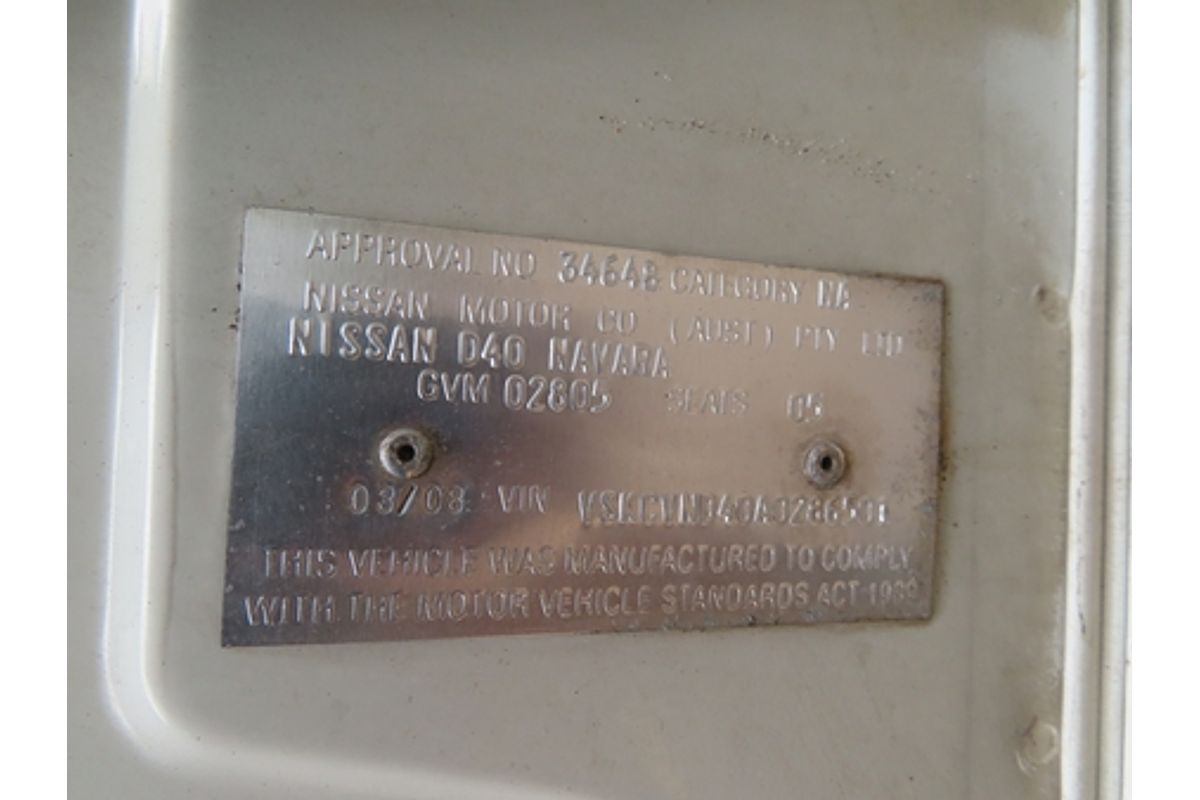 APPROVAL NO 34648 CATEGORY NA
NISSAN MOTOR CO (AUST) PTY LTD
NISSAN D40 NAVARA
GVM 02805 SEATS 05
03/08 VIN
THIS VEHICLE WAS MANUFACTURED TO COMPLY
WITH THE MOTOR VEHICLE STANDARDS ACT 1989